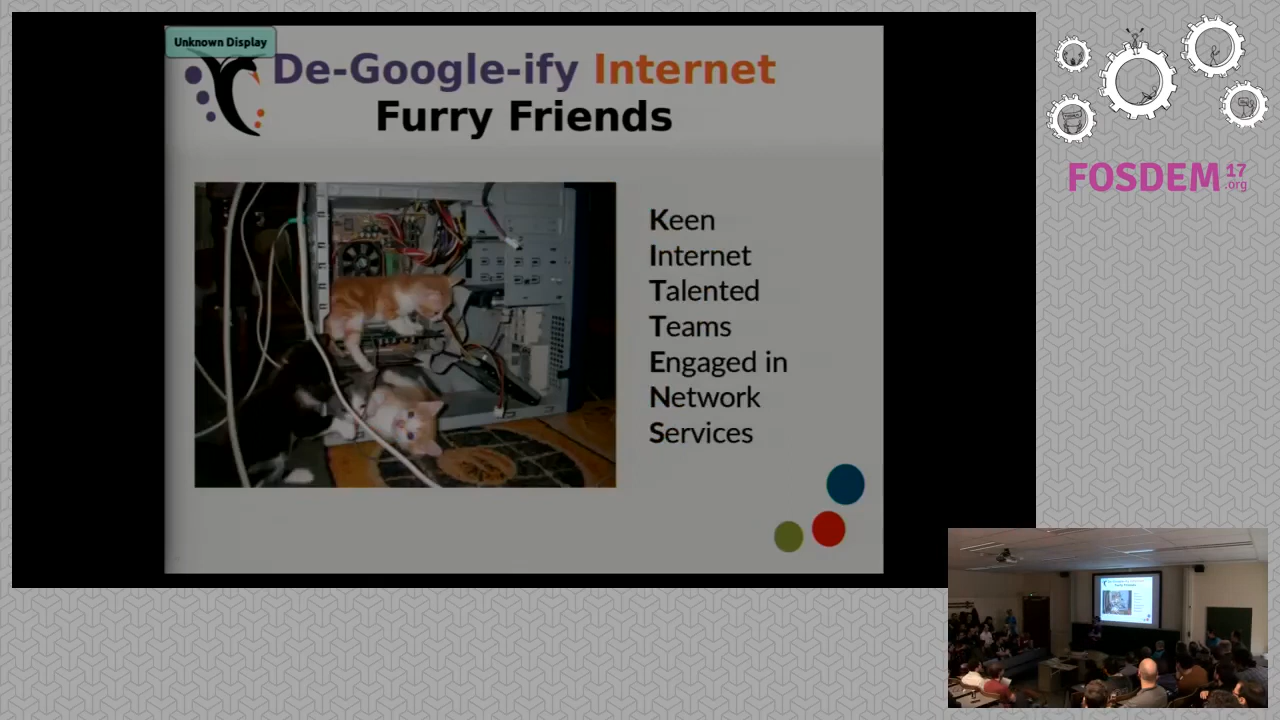 Unknown Display
De-Google-ify Internet
Furry Friends
Keen
Internet
Talented
Teams
Engaged in
Network
Services
FOSDEM 17
.org